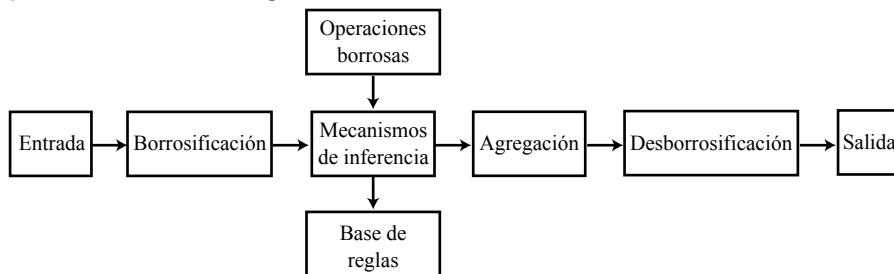 Operaciones
borrosas
Entrada
Borrosificación
Mecanismos
de inferencia
Agregación
Desborrosificación
Salida
Base de
reglas